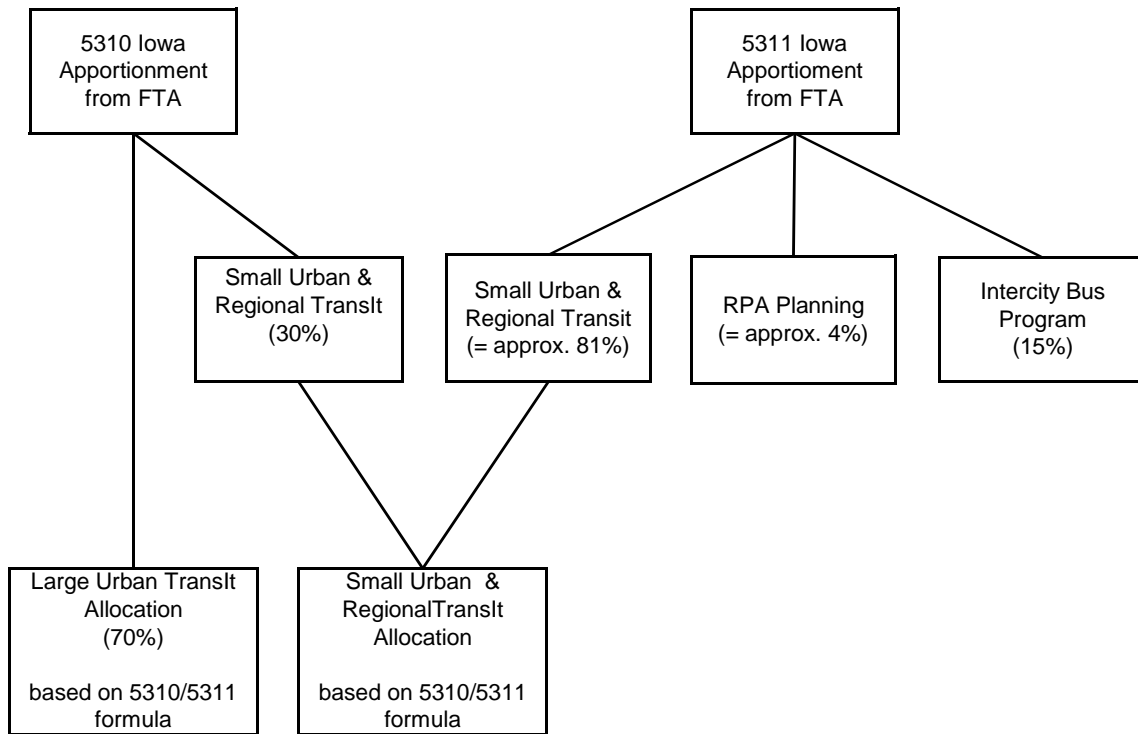 5310 Iowa
Apportionment
from FTA
5311 Iowa
Apportioment
from FTA
Small Urban &
Regional TransIt
(30%)
Small Urban &
Regional Transit
(= approx. 81%)
RPA Planning
(= approx. 4%)
Intercity Bus
Program
(15%)
Large Urban TransIt
Allocation
(70%)
based on 5310/5311
formula
Small Urban  &
RegionalTransIt
Allocation
based on 5310/5311
formula